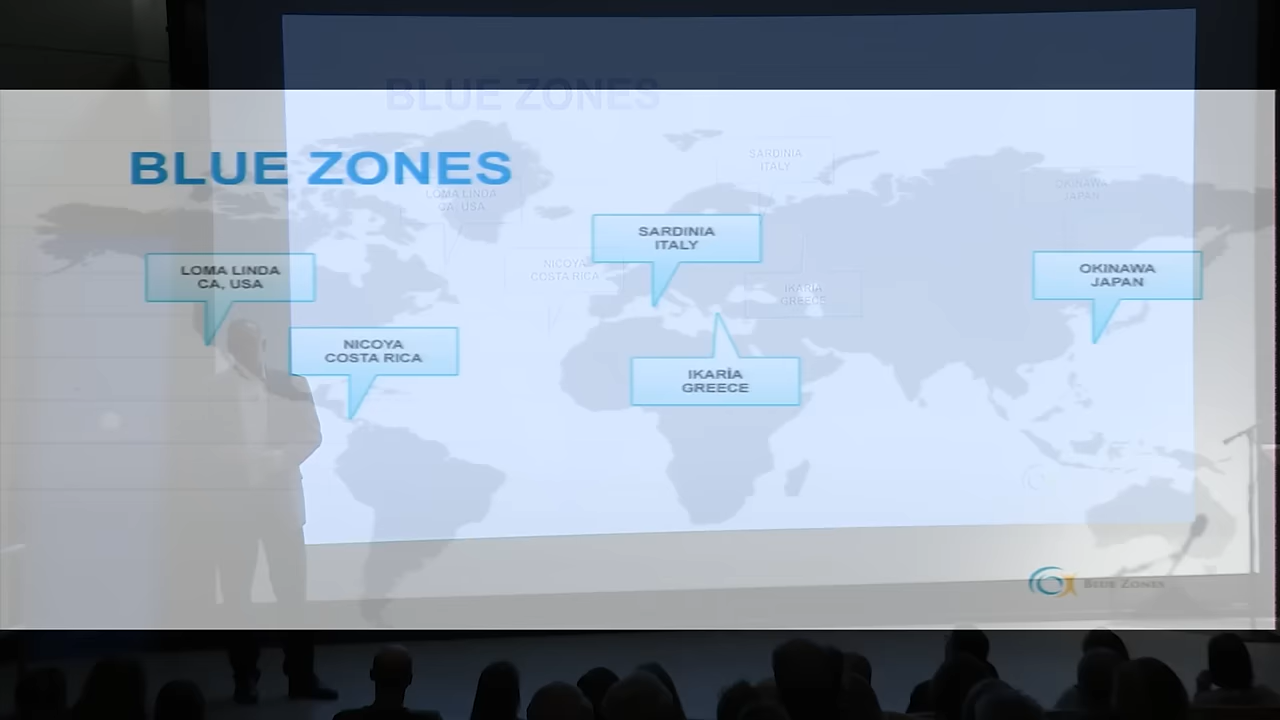 BLUE ZONES
BLUE ZONES
SARDINIA
ITALY
OKINAWA
JAPAN
LOMA LINDA
CA, USA
SARDINIA
ITALY
NICOYA
COSTA RICA
LOMA LINDA
CA, USA
OKINAWA
JAPAN
IKARIA
GREECE
NICOYA
COSTA RICA
IKARÍA
GREECE
BLUE ZONES